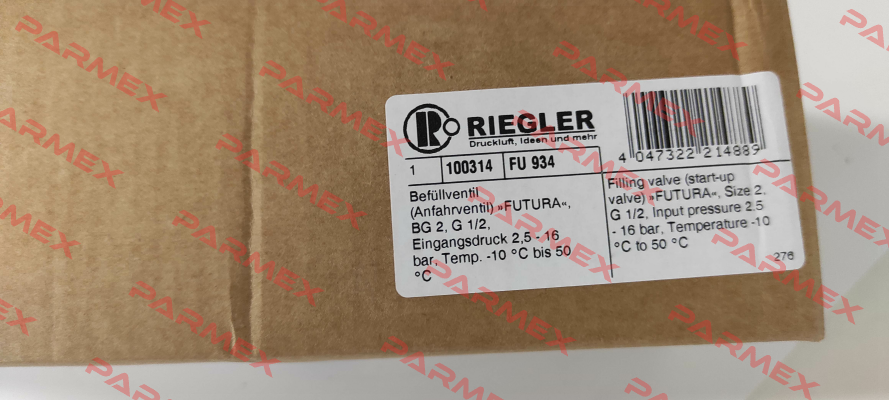 RIEGLER
Druckluft, Ideen und mehr
4 047322 214889
1 100314 FU 934
Befüllventil
(Anfahrventil) »FUTURA«,
BG 2, G 1/2,
Eingangsdruck 2,5 - 16
bar, Temp. -10 °C bis 50
°C
Filling valve (start-up
valve) »FUTURA«, Size 2,
G 1/2, Input pressure 2.5
- 16 bar, Temperature -10
°C to 50 °C
276
PARMEX